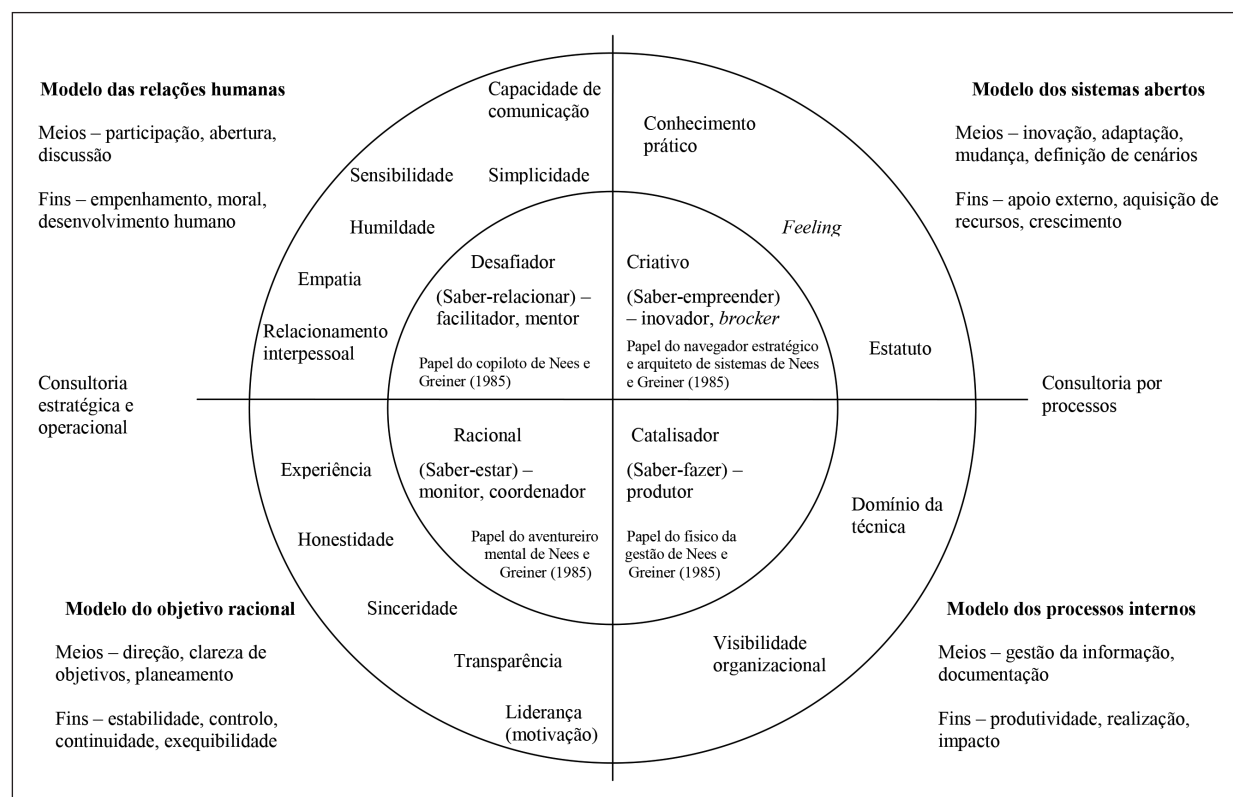 Modelo das relações humanas
Meios – participação, abertura,
discussão
Fins – empenhamento, moral,
desenvolvimento humano
Capacidade de
comunicação
Sensibilidade
Simplicidade
Humildade
Empatia
Relacionamento
interpessoal
Desafiador
(Saber-relacionar) –
facilitador, mentor
Papel do copiloto de Nees e
Greiner (1985)
Modelo dos sistemas abertos
Meios – inovação, adaptação,
mudança, definição de cenários
Fins – apoio externo, aquisição de
recursos, crescimento
Conhecimento
prático
Feeling
Estatuto
Criativo
(Saber-empreender)
– inovador, brocker
Papel do navegador estratégico
e arquiteto de sistemas de Nees
e Greiner (1985)
Consultoria
estratégica e
operacional
Consultoria por
processos
Racional
(Saber-estar) –
monitor, coordenador
Papel do aventureiro
mental de Nees e
Greiner (1985)
Experiência
Honestidade
Sinceridade
Transparência
Liderança
(motivação)
Modelo do objetivo racional
Meios – direção, clareza de
objetivos, planeamento
Fins – estabilidade, controlo,
continuidade, exequibilidade
Catalisador
(Saber-fazer) –
produtor
Papel do fisico da
gestão de Nees e
Greiner (1985)
Domínio da
técnica
Visibilidade
organizacional
Modelo dos processos internos
Meios – gestão da informação,
documentação
Fins – produtividade, realização,
impacto